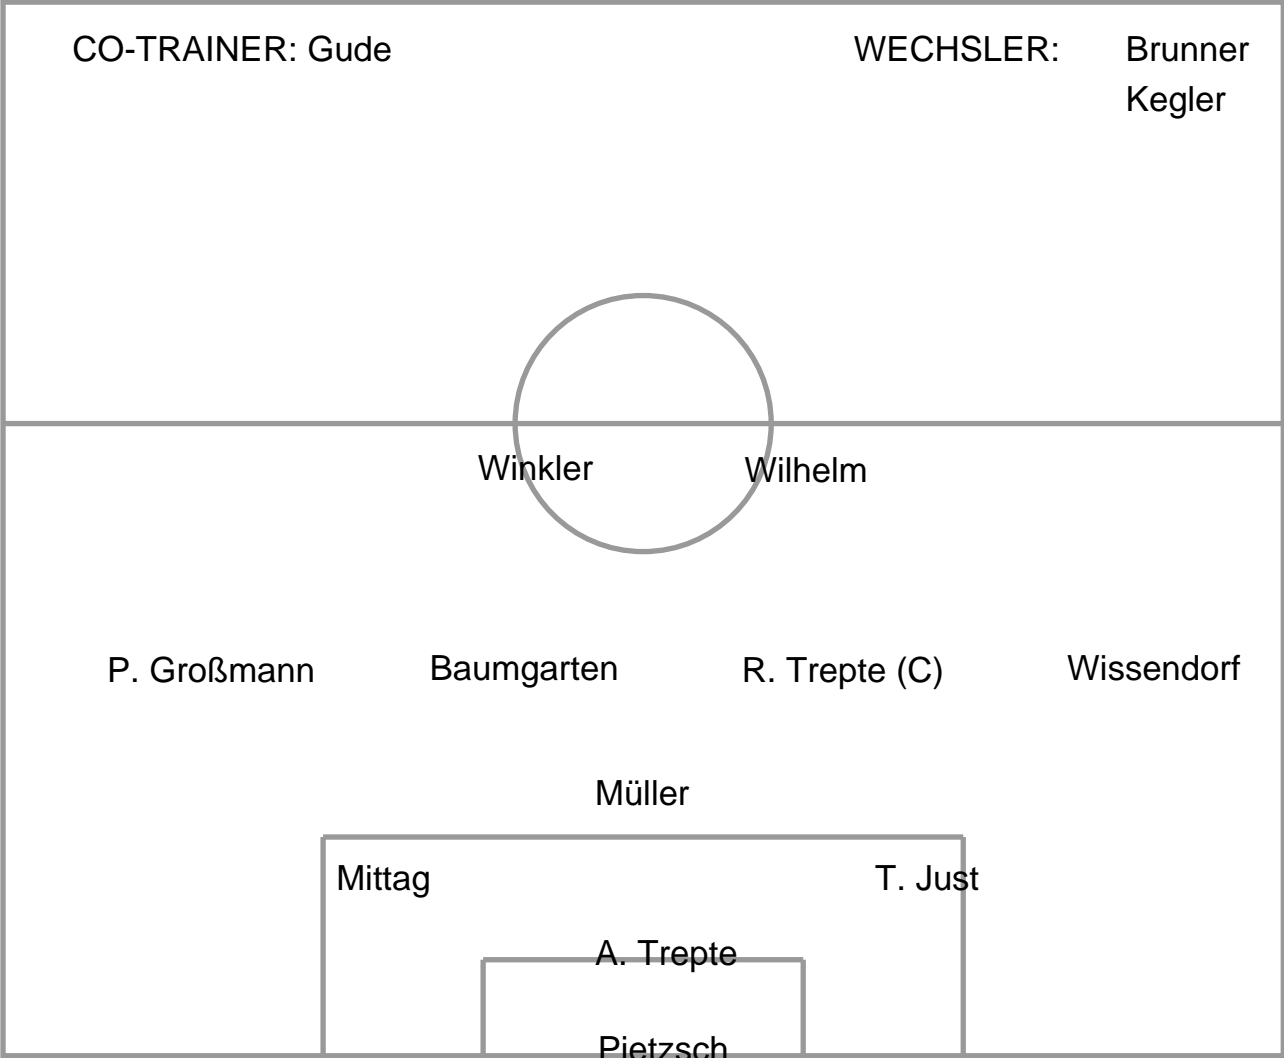 CO-TRAINER: Gude WECHSLER: Brunner
Kegler
Winkler Wilhelm
P. Großmann Baumgarten R. Trepte (C) Wissendorf
Müller
Mittag T. Just
A. Trepte
Pietzsch